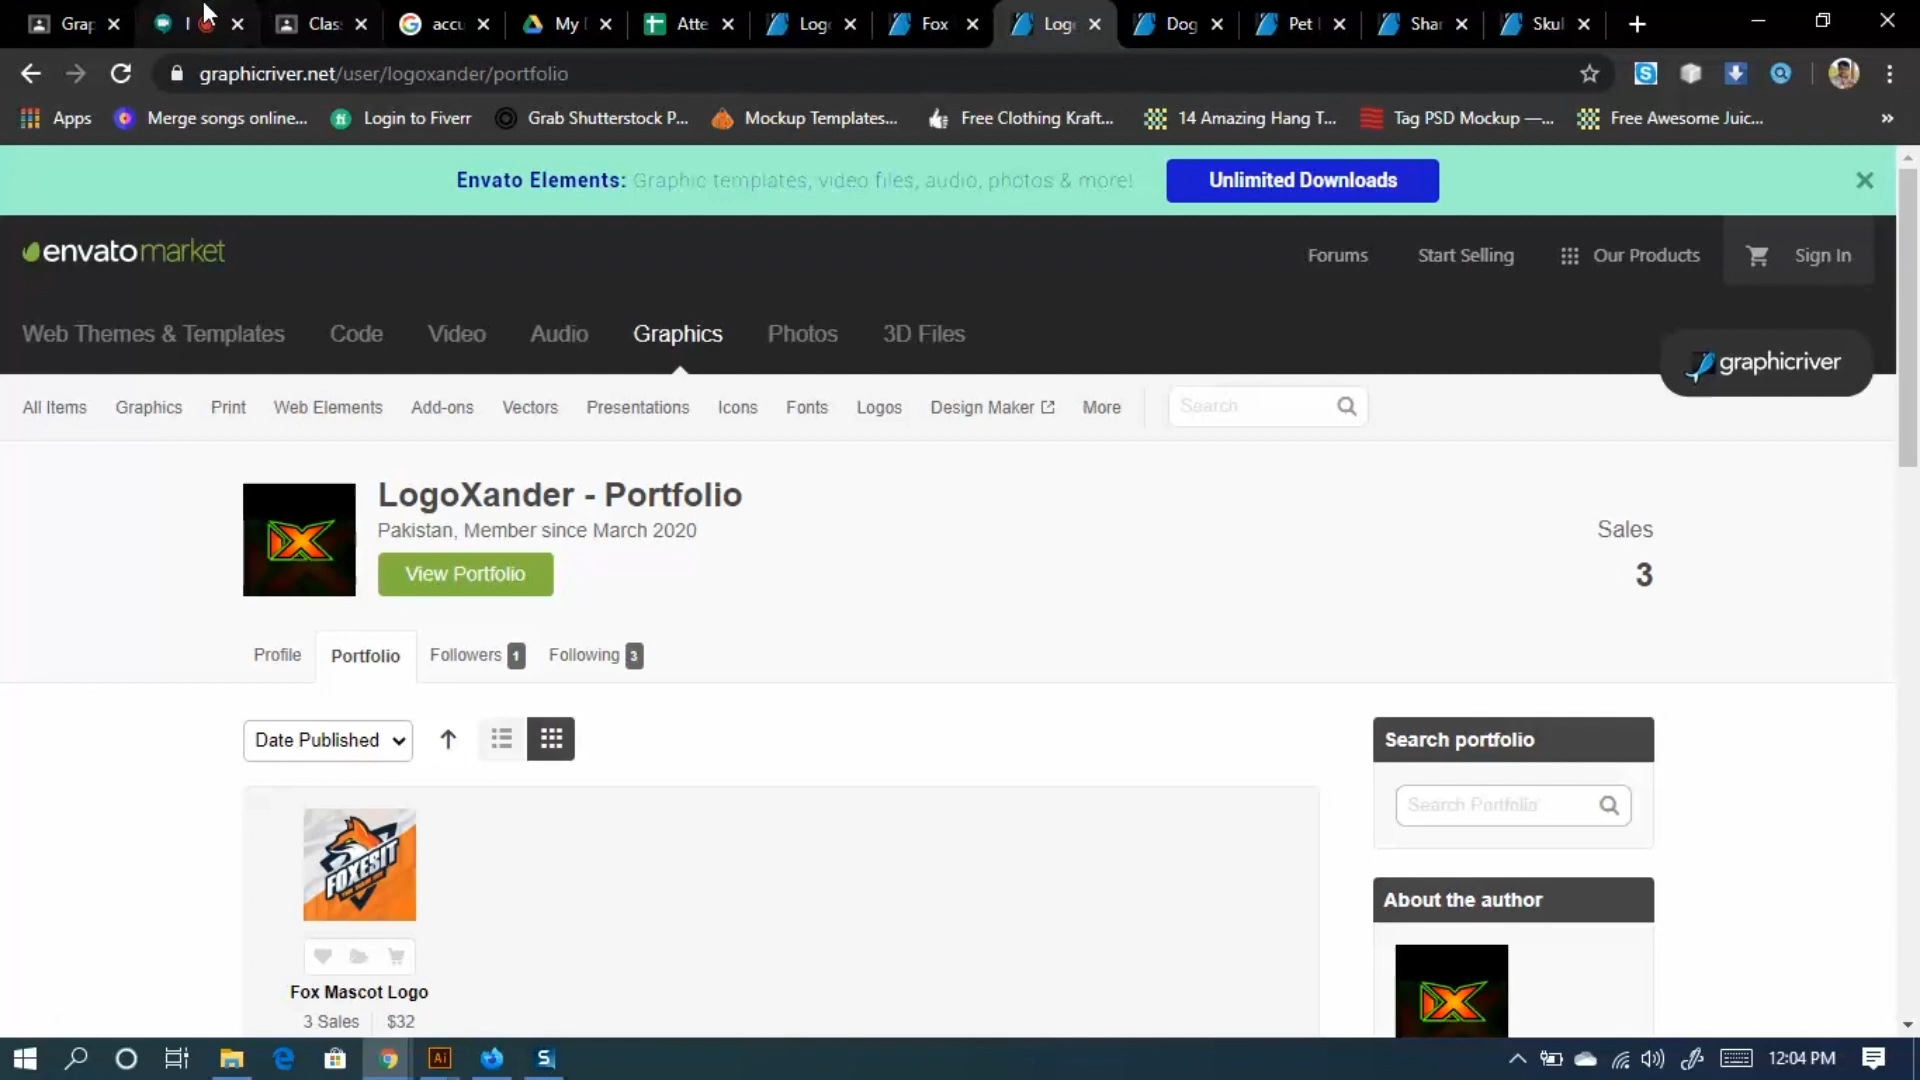 Grap
I
Clas
accu
My
Atte
Log
Fox
Log
Dog
Pet
Shar
Skul
graphicriver.net/user/logoxander/portfolio
Apps
Merge songs online...
Login to Fiverr
Grab Shutterstock P...
Mockup Templates...
Free Clothing Kraft...
14 Amazing Hang T...
Tag PSD Mockup —...
Free Awesome Juic...
»
Envato Elements: Graphic templates, video files, audio, photos & more!
Unlimited Downloads
envatomarket
Forums
Start Selling
Our Products
Sign In
Web Themes & Templates
Code
Video
Audio
Graphics
Photos
3D Files
graphicriver
All Items
Graphics
Print
Web Elements
Add-ons
Vectors
Presentations
Icons
Fonts
Logos
Design Maker
More
Search
LogoXander - Portfolio
Pakistan, Member since March 2020
View Portfolio
Sales
3
Profile
Portfolio
Followers 1
Following 3
Date Published
Search portfolio
Search Portfolio
About the author
FOXESIT
Fox Mascot Logo
3 Sales
$32
12:04 PM